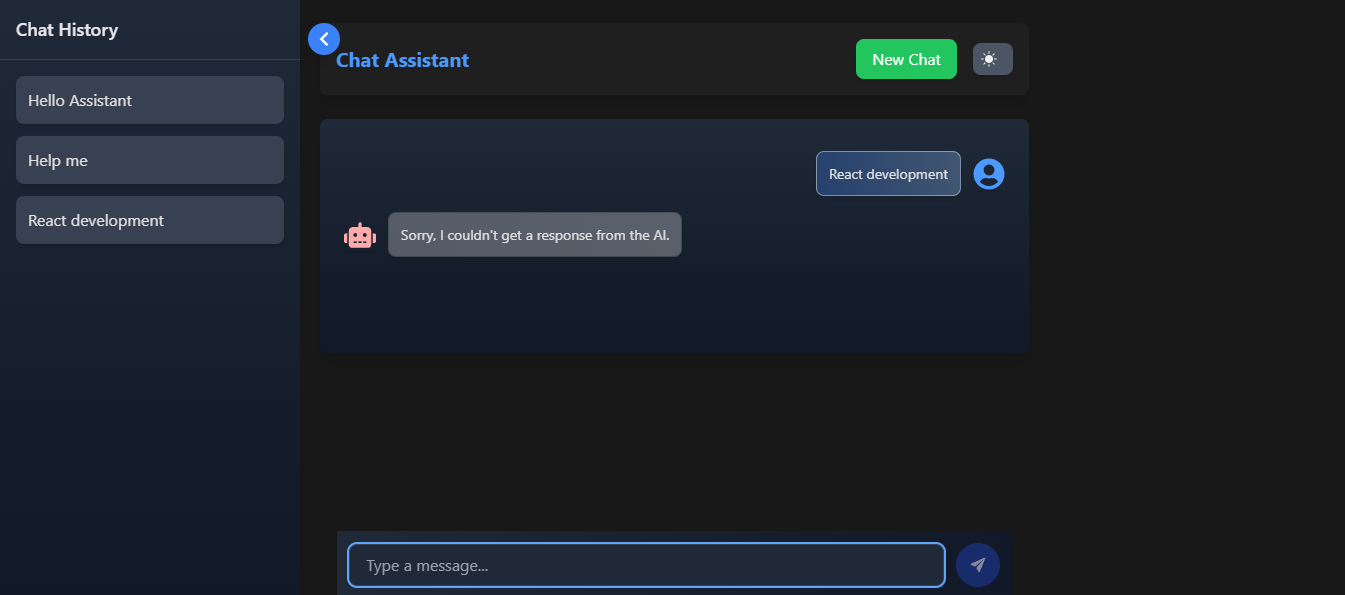 Chat History
Hello Assistant
Help me
React development
Chat Assistant
New Chat
React development
Sorry, I couldn't get a response from the AI.
Type a message...